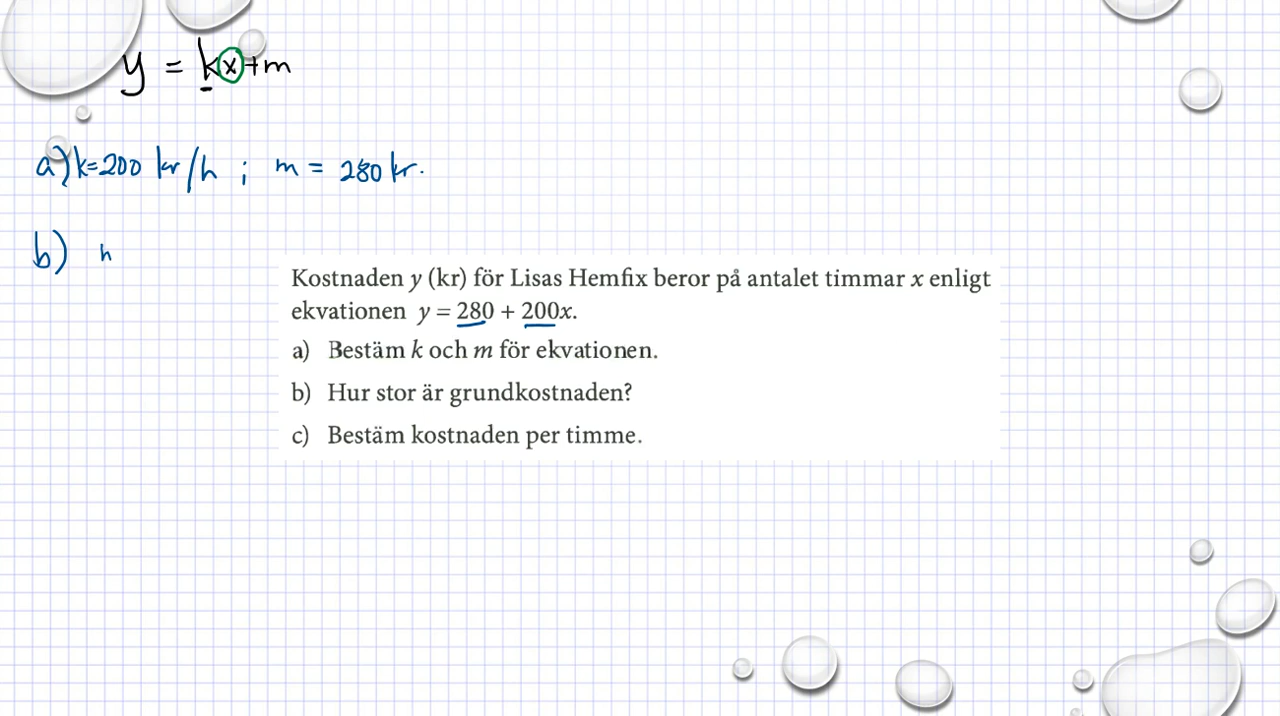 y = kx+m
a) k=200 kr/h ; m = 280 kr.
b)
Kostnaden y (kr) för Lisas Hemfix beror på antalet timmar x enligt
ekvationen y = 280 + 200x.
a) Bestäm k och m för ekvationen.
b) Hur stor är grundkostnaden?
c) Bestäm kostnaden per timme.